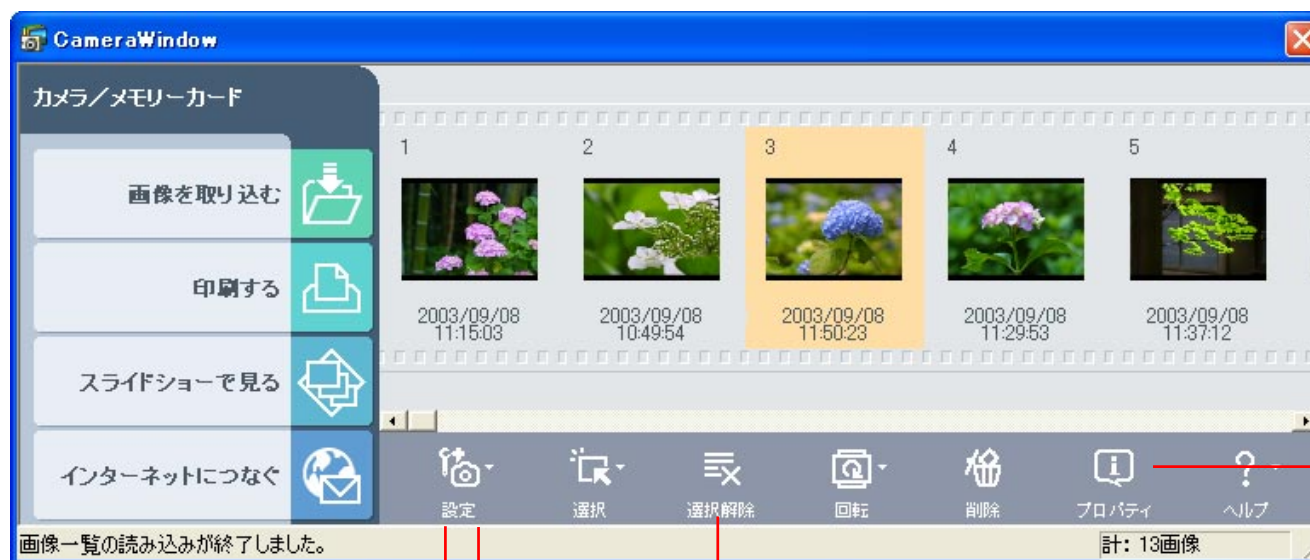 CameraWindow
カメラ／メモリーカード
画像を取り込む
印刷する
スライドショーで見る
インターネットにつなぐ
1
2
3
4
5
2003/09/08
11:15:03
2003/09/08
10:49:54
2003/09/08
11:50:23
2003/09/08
11:29:53
2003/09/08
11:37:12
設定
選択
選択解除
回転
削除
プロパティ
ヘルプ
画像一覧の読み込みが終了しました。
計: 13画像